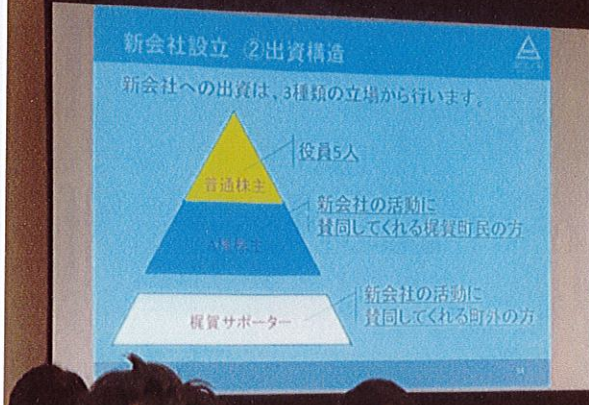 新会社設立 ②出資構造
新会社への出資は、3種類の立場から行います。
役員5人
普通株主
新会社の活動に
賛同してくれる梶賀町民の方
新会社の活動に
賛同してくれる町外の方
梶賀サポーター